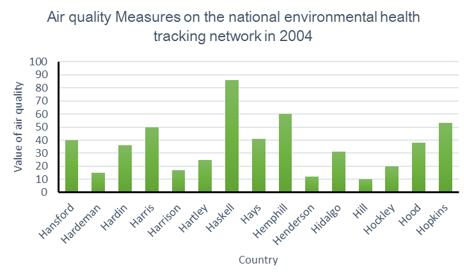 Air quality Measures on the national environmental health
tracking network in 2004
Value of air quality
100
90
80
70
60
50
40
30
20
10
0
Hansford
Hardeman
Hardin
Harris
Harrison
Hartley
Haskell
Hays
Hemphill
Henderson
Hidalgo
Hill
Hockley
Hood
Hopkins
Country